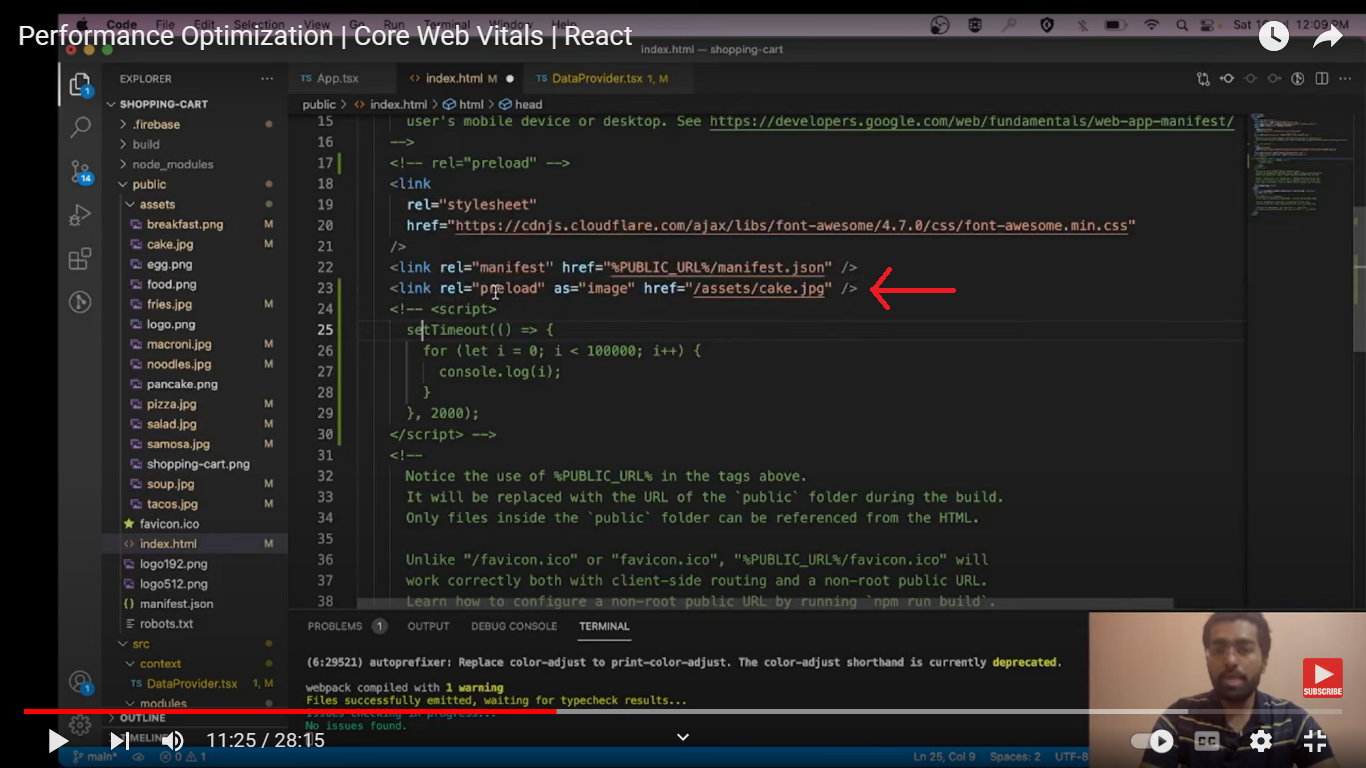 Code File Edit Selection View Go Run Terminal Window Help
12:09 PM
Performance Optimization | Core Web Vitals | React
index.html — shopping-cart
EXPLORER
SHOPPING-CART
.firebase
build
node_modules
public
assets
breakfast.png M
cake.jpg M
egg.png
food.png
fries.jpg M
logo.png
macroni.jpg M
noodles.jpg M
pancake.png
pizza.jpg M
salad.jpg M
samosa.jpg M
shopping-cart.png
soup.jpg M
tacos.jpg M
favicon.ico
index.html M
logo192.png
logo512.png
manifest.json
robots.txt
src
context
TS DataProvider.tsx 1, M
modules
OUTLINE
TIMELINE
1
14
1
TS App.tsx
<> index.html M
TS DataProvider.tsx 1, M
public > <> index.html > html > head
15 user's mobile device or desktop. See https://developers.google.com/web/fundamentals/web-app-manifest/
16 -->
17 <!-- rel="preload" -->
18 <link
19 rel="stylesheet"
20 href="https://cdnjs.cloudflare.com/ajax/libs/font-awesome/4.7.0/css/font-awesome.min.css"
21 />
22 <link rel="manifest" href="%PUBLIC_URL%/manifest.json" />
23 <link rel="preload" as="image" href="/assets/cake.jpg" />
24 <!-- <script>
25 setTimeout(() => {
26 for (let i = 0; i < 100000; i++) {
27 console.log(i);
28 }
29 }, 2000);
30 </script> -->
31 <!--
32 Notice the use of %PUBLIC_URL% in the tags above.
33 It will be replaced with the URL of the `public` folder during the build.
34 Only files inside the `public` folder can be referenced from the HTML.
35
36 Unlike "/favicon.ico" or "favicon.ico", "%PUBLIC_URL%/favicon.ico" will
37 work correctly both with client-side routing and a non-root public URL.
38 Learn how to configure a non-root public URL by running `npm run build`.
PROBLEMS 1 OUTPUT DEBUG CONSOLE TERMINAL
(6:29521) autoprefixer: Replace color-adjust to print-color-adjust. The color-adjust shorthand is currently deprecated.
webpack compiled with 1 warning
Files successfully emitted, waiting for typecheck results...
Issues checking in progress...
No issues found.
SUBSCRIBE
11:25 / 28:15
CC
main* 0 1
Ln 25, Col 9 Spaces: 2 UTF-8